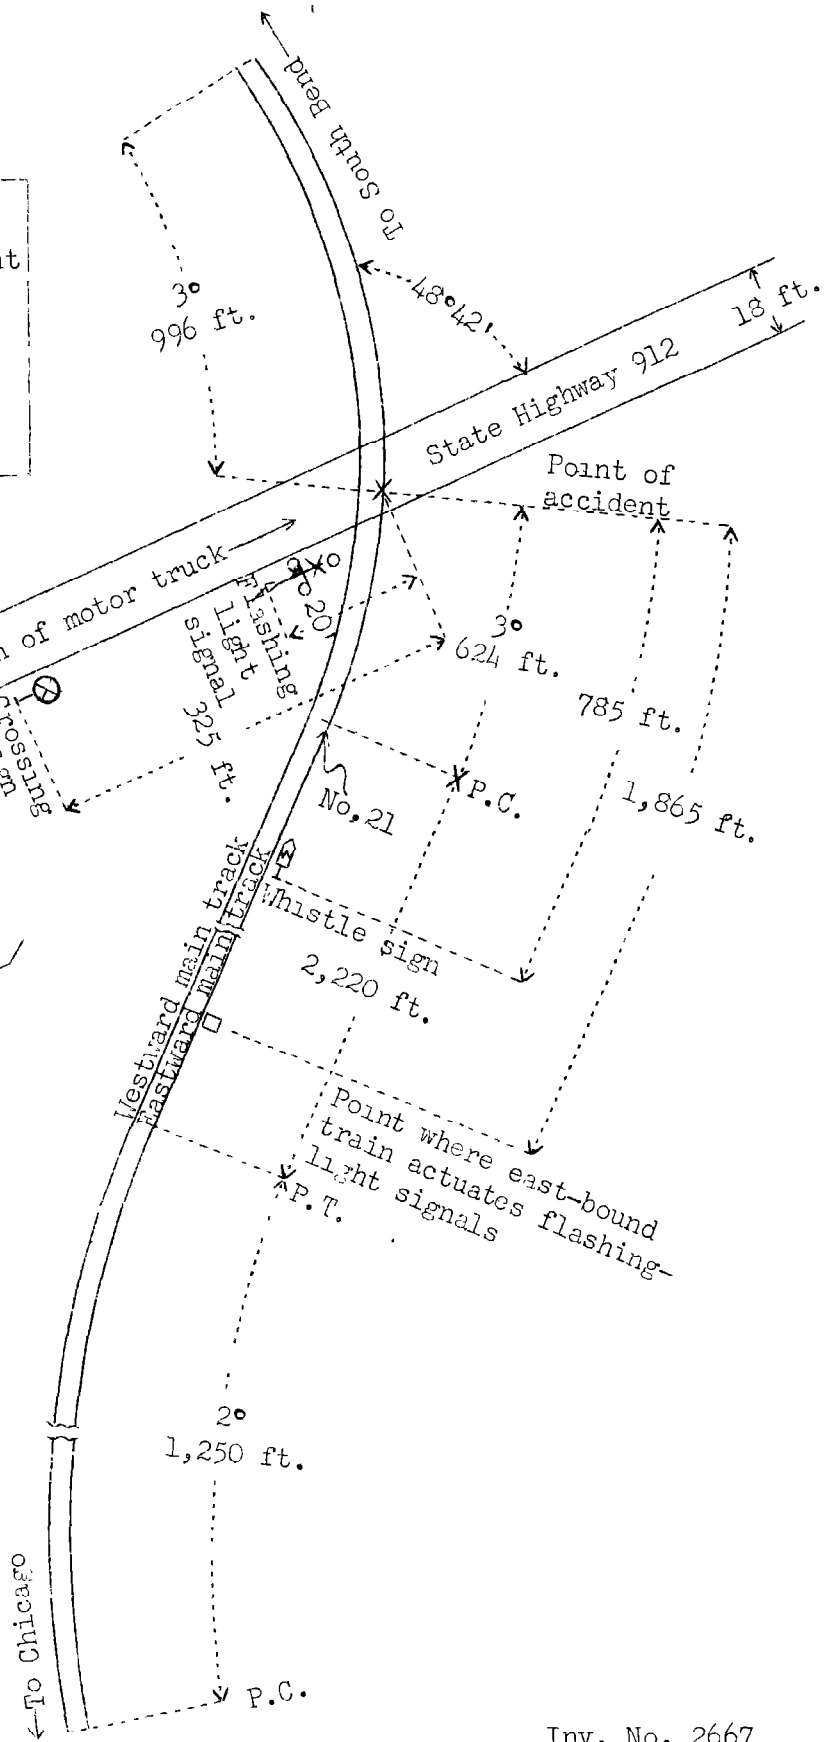 To South Bend
3°
996 ft.
48°42'
18 ft.
State Highway 912
Point of
accident
of motor truck
Flashing
light
signal
20'
3°
624 ft.
785 ft.
1,865 ft.
325 ft.
Crossing
No. 21
P.C.
Westward main track
Eastward main track
W
Whistle sign
2,220 ft.
Point where east-bound
train actuates flashing-
light signals
P.T.
2°
1,250 ft.
To Chicago
P.C.
Inv. No. 2667